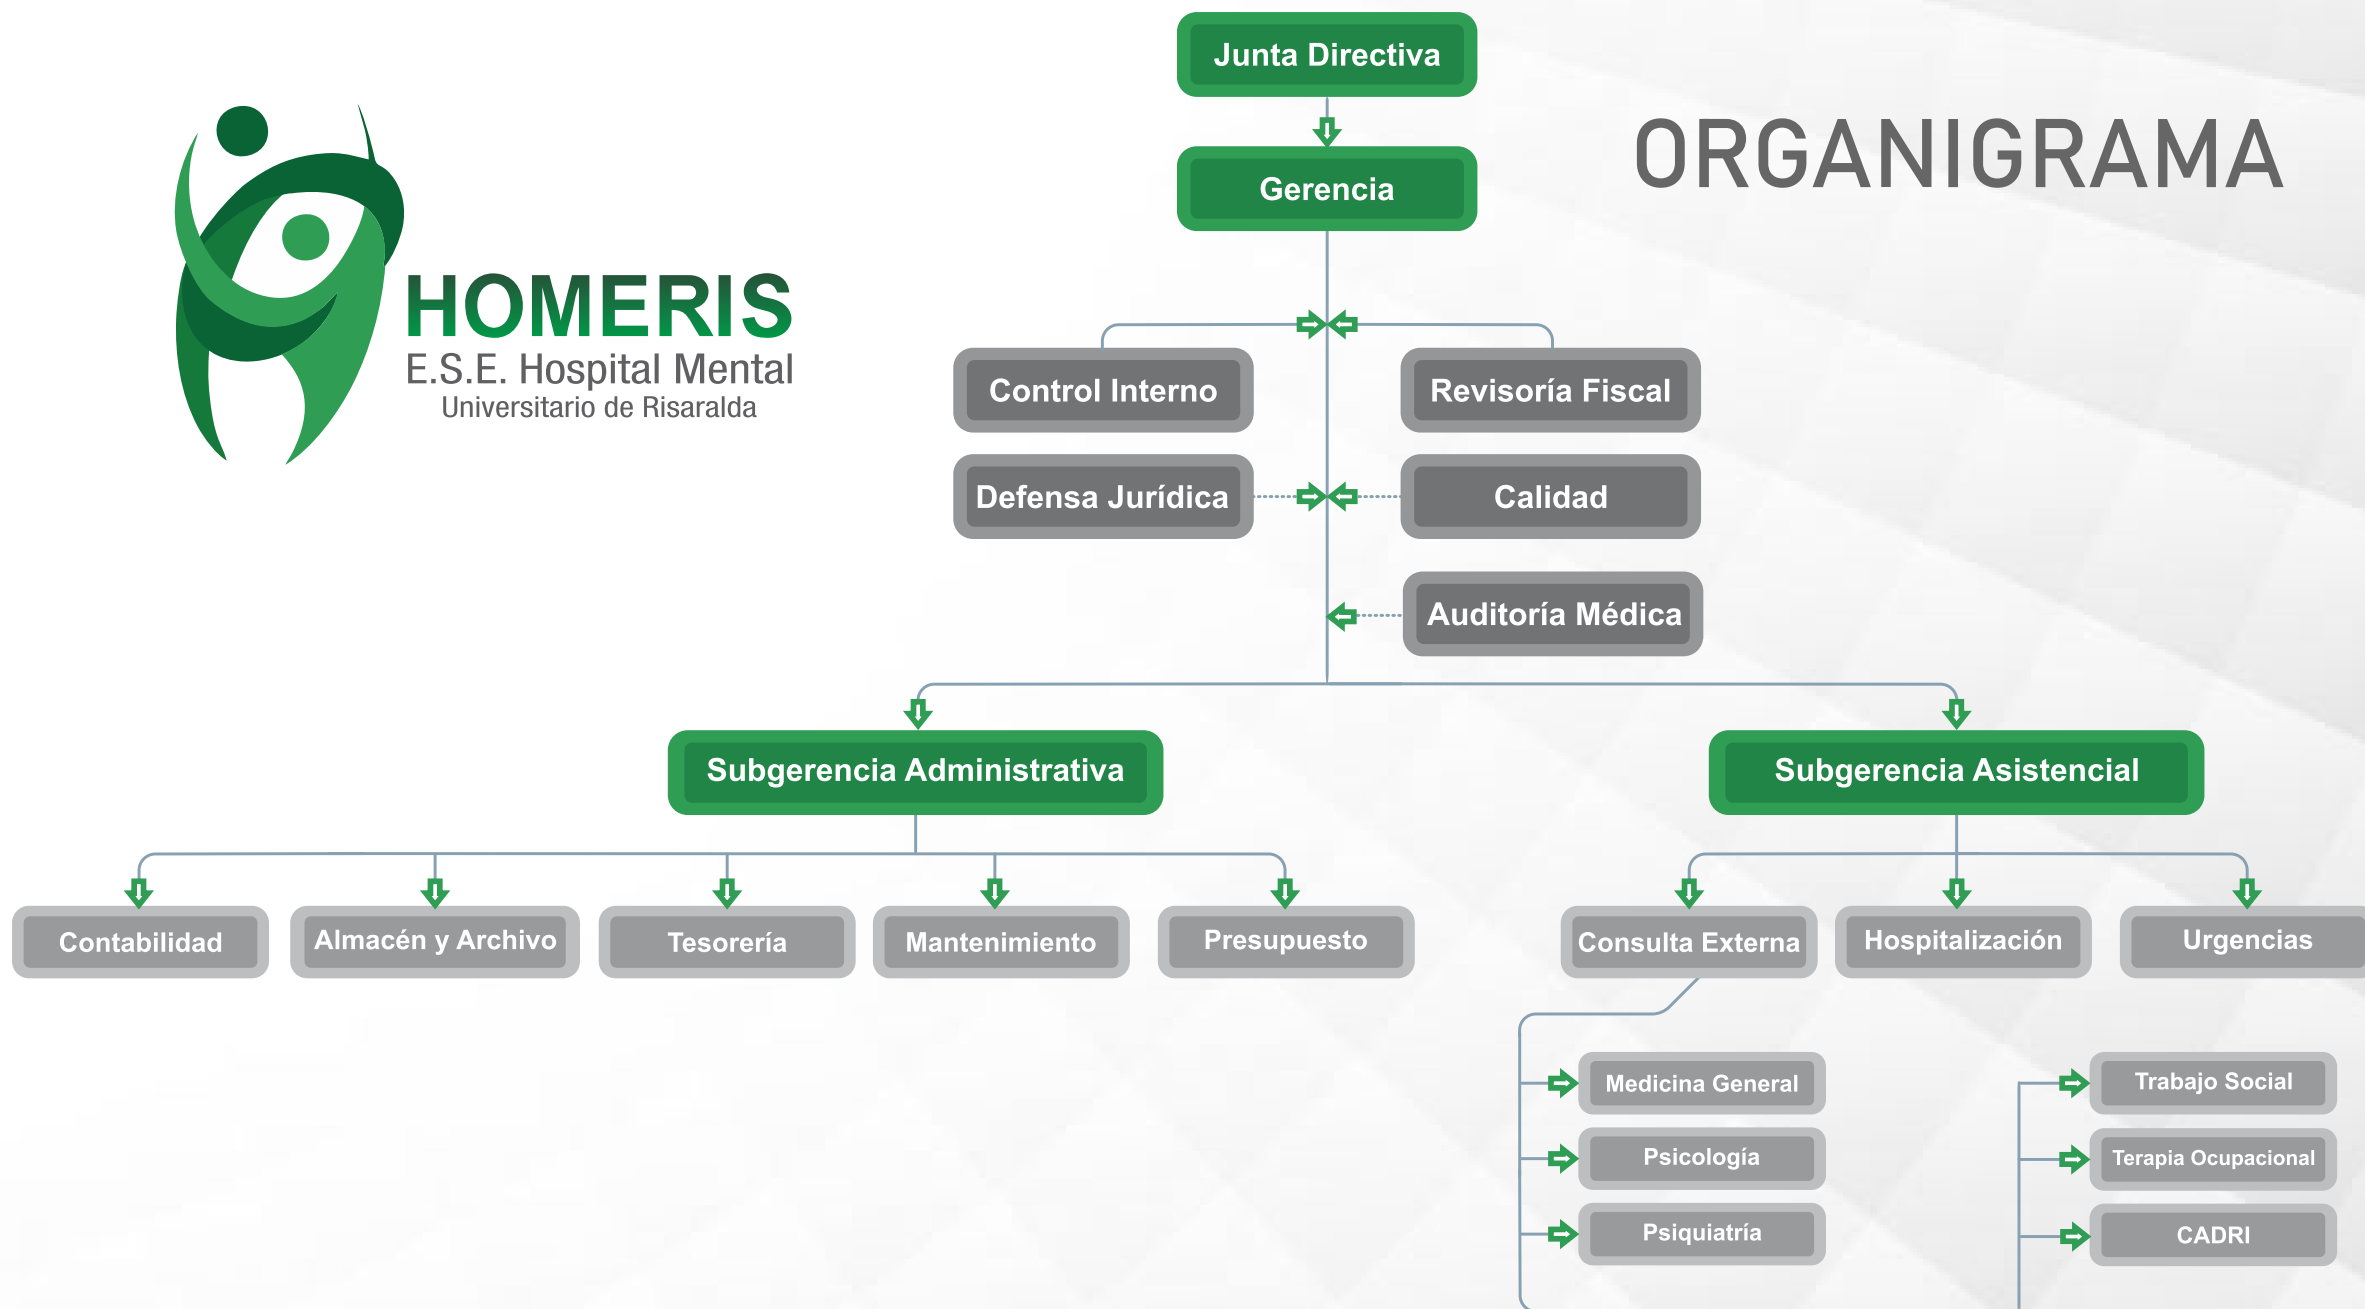 Junta Directiva
ORGANIGRAMA
Gerencia
HOMERIS
E.S.E. Hospital Mental
Universitario de Risaralda
Control Interno
Revisoría Fiscal
Defensa Jurídica
Calidad
Auditoría Médica
Subgerencia Administrativa
Subgerencia Asistencial
Contabilidad
Almacén y Archivo
Tesorería
Mantenimiento
Presupuesto
Consulta Externa
Hospitalización
Urgencias
Medicina General
Trabajo Social
Psicología
Terapia Ocupacional
Psiquiatría
CADRI